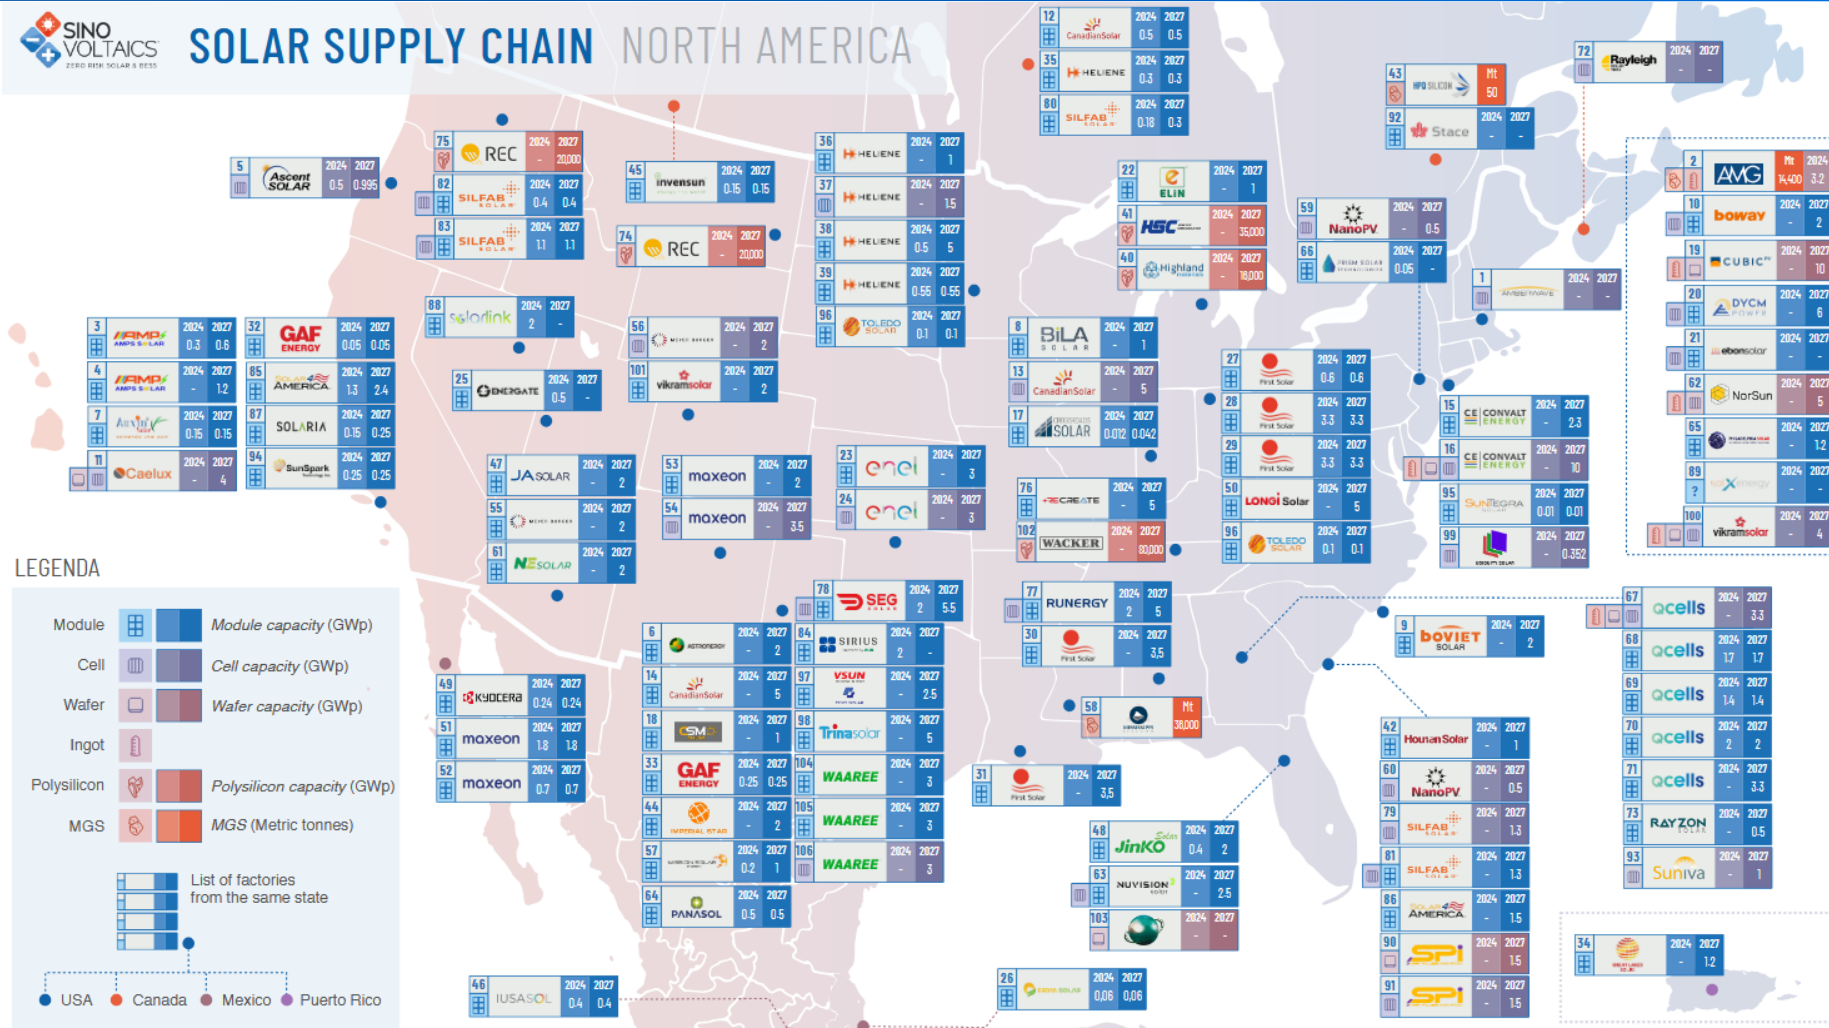 SINO VOLTAICS
ZERO RISK SOLAR & BESS
SOLAR SUPPLY CHAIN NORTH AMERICA
12 CanadianSolar 2024 2027 0.5 0.5
35 HELIENE 2024 2027 0.3 0.3
80 SILFAB SOLAR 2024 2027 0.18 0.3
72 Rayleigh 2024 2027 - -
43 HPQ SILICON Mt 50
92 Stace 2024 2027 - -
5 Ascent SOLAR 2024 2027 0.5 0.995
75 REC 2024 2027 - 20,000
82 SILFAB SOLAR 2024 2027 0.4 0.4
83 SILFAB SOLAR 2024 2027 1.1 1.1
45 invensun 2024 2027 0.15 0.15
74 REC 2024 2027 - 20,000
36 HELIENE 2024 2027 - 1
37 HELIENE 2024 2027 - 1.5
38 HELIENE 2024 2027 0.5 5
39 HELIENE 2024 2027 0.55 0.55
96 TOLEDO SOLAR 2024 2027 0.1 0.1
22 ELIN 2024 2027 - 1
41 HSC 2024 2027 - 35,000
40 Highland 2024 2027 - 18,000
59 NanoPV 2024 2027 - 0.5
66 PRISM SOLAR 2024 2027 0.05 -
1 AMBERWAVE 2024 2027 - -
2 AMG Mt 14,400 2024 3.2
10 boway 2024 2027 - 2
19 CUBIC PV 2024 2027 - 10
20 DYCM POWER 2024 2027 - 6
21 ebonsolar 2024 2027 - -
62 NorSun 2024 2027 - 5
65 PHILADELPHIA SOLAR 2024 2027 - 1.2
89 ? solXenergy 2024 2027 - -
100 vikramsolar 2024 2027 - 4
88 solarlink 2024 2027 2 -
25 ENERGATE 2024 2027 0.5 -
56 MEYER BURGER 2024 2027 - 2
101 vikramsolar 2024 2027 - 2
3 AMPS SOLAR 2024 2027 0.3 0.6
4 AMPS SOLAR 2024 2027 - 1.2
7 Auxin 2024 2027 0.15 0.15
11 Caelux 2024 2027 - 4
32 GAF ENERGY 2024 2027 0.05 0.05
85 SOLAR4 AMERICA 2024 2027 1.3 2.4
87 SOLARIA 2024 2027 0.15 0.25
94 SunSpark 2024 2027 0.25 0.25
8 BiLA SOLAR 2024 2027 - 1
13 CanadianSolar 2024 2027 - 5
17 CROSSROADS SOLAR 2024 2027 0.012 0.042
27 First Solar 2024 2027 0.6 0.6
28 First Solar 2024 2027 3.3 3.3
29 First Solar 2024 2027 3.3 3.3
50 LONGi Solar 2024 2027 - 5
96 TOLEDO SOLAR 2024 2027 0.1 0.1
15 CE CONVALT ENERGY 2024 2027 - 2.3
16 CE CONVALT ENERGY 2024 2027 - 10
95 SUNTEGRA 2024 2027 0.01 0.01
99 UBIQUITY SOLAR 2024 2027 - 0.352
47 JA SOLAR 2024 2027 - 2
55 MEYER BURGER 2024 2027 - 2
61 NE SOLAR 2024 2027 - 2
53 maxeon 2024 2027 - 2
54 maxeon 2024 2027 - 3.5
23 enel 2024 2027 - 3
24 enel 2024 2027 - 3
76 RECREATE 2024 2027 - 5
102 WACKER 2024 2027 - 80,000
LEGENDA
Module Module capacity (GWp)
Cell Cell capacity (GWp)
Wafer Wafer capacity (GWp)
Ingot
Polysilicon Polysilicon capacity (GWp)
MGS MGS (Metric tonnes)
List of factories
from the same state
USA Canada Mexico Puerto Rico
78 SEG SOLAR 2024 2027 2 5.5
6 ASTRONERGY 2024 2027 - 2
14 CanadianSolar 2024 2027 - 5
18 CSM 2024 2027 - 1
33 GAF ENERGY 2024 2027 0.25 0.25
44 IMPERIAL STAR 2024 2027 - 2
57 MISSION SOLAR 2024 2027 0.2 1
64 PANASOL 2024 2027 0.5 0.5
84 SIRIUS 2024 2027 2 -
97 VSUN 2024 2027 - 2.5
98 Trinasolar 2024 2027 - 5
104 WAAREE 2024 2027 - 3
105 WAAREE 2024 2027 - 3
106 WAAREE 2024 2027 - 3
49 KYOCERA 2024 2027 0.24 0.24
51 maxeon 2024 2027 1.8 1.8
52 maxeon 2024 2027 0.7 0.7
77 RUNERGY 2024 2027 2 5
30 First Solar 2024 2027 - 3,5
58 Mt 38,000
31 First Solar 2024 2027 - 3,5
9 BOVIET SOLAR 2024 2027 - 2
67 Qcells 2024 2027 - 3.3
68 Qcells 2024 2027 1.7 1.7
69 Qcells 2024 2027 1.4 1.4
70 Qcells 2024 2027 2 2
71 Qcells 2024 2027 - 3.3
73 RAYZON SOLAR 2024 2027 - 0.5
93 Suniva 2024 2027 - 1
42 Hounen Solar 2024 2027 - 1
60 NanoPV 2024 2027 - 0.5
79 SILFAB SOLAR 2024 2027 - 1.3
81 SILFAB SOLAR 2024 2027 - 1.3
86 SOLAR4 AMERICA 2024 2027 - 1.5
90 SPi 2024 2027 - 1.5
91 SPi 2024 2027 - 1.5
48 JinKO Solar 2024 2027 0.4 2
63 NUVISION 2024 2027 - 2.5
103 2024 2027 - -
34 2024 2027 - 1.2
46 IUSASOL 2024 2027 0.4 0.4
26 SOLAR 2024 2027 0,06 0,06